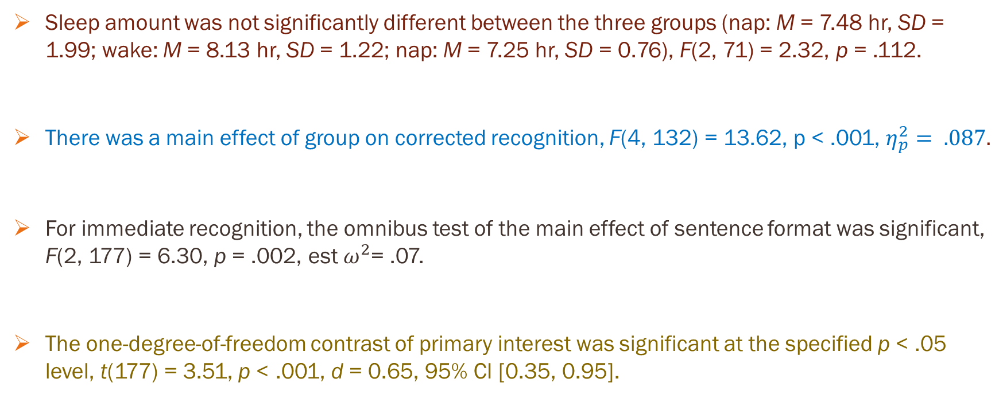 ➢ Sleep amount was not significantly different between the three groups (nap: M = 7.48 hr, SD =
1.99; wake: M = 8.13 hr, SD = 1.22; nap: M = 7.25 hr, SD = 0.76), F(2, 71) = 2.32, p = .112.
➢ There was a main effect of group on corrected recognition, F(4, 132) = 13.62, p < .001, η²ₚ = .087.
➢ For immediate recognition, the omnibus test of the main effect of sentence format was significant,
F(2, 177) = 6.30, p = .002, est ω²= .07.
➢ The one-degree-of-freedom contrast of primary interest was significant at the specified p < .05
level, t(177) = 3.51, p < .001, d = 0.65, 95% CI [0.35, 0.95].